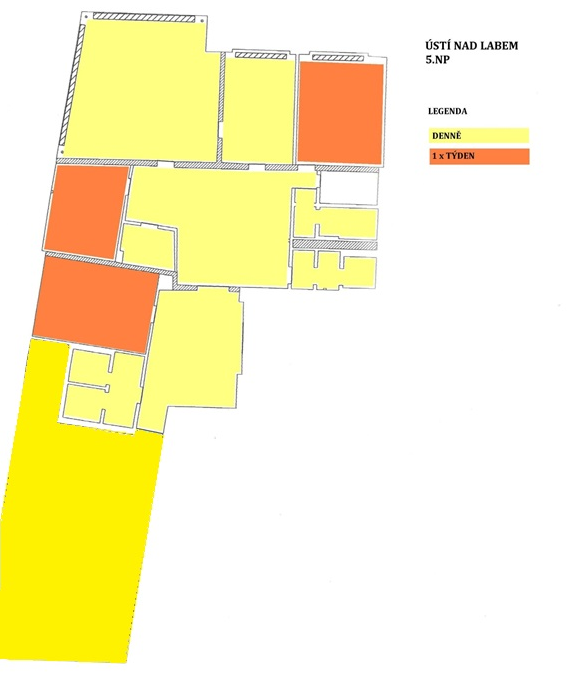 ÚSTÍ NAD LABEM
5.NP
LEGENDA
DENNĚ
1 x TÝDEN